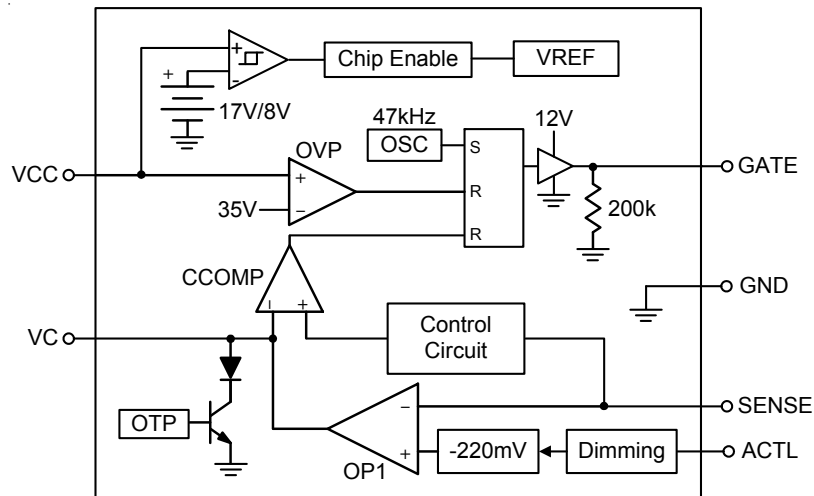 +
-
Chip Enable
VREF
+
17V/8V
47kHz
12V
OSC
S
OVP
VCC
+
GATE
R
35V
−
200k
R
CCOMP
GND
−
+
Control
Circuit
VC
−
SENSE
OTP
+
-220mV
Dimming
ACTL
OP1